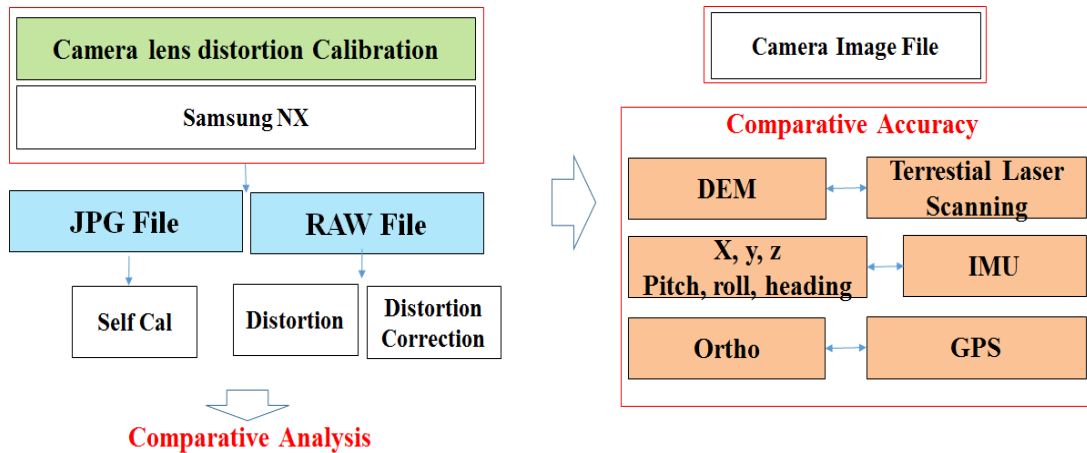 Camera lens distortion Calibration
Samsung NX
JPG File
RAW File
Self Cal
Distortion
Distortion
Correction
Comparative Analysis
Camera Image File
Comparative Accuracy
DEM
Terrestial Laser
Scanning
X, y, z
Pitch, roll, heading
IMU
Ortho
GPS